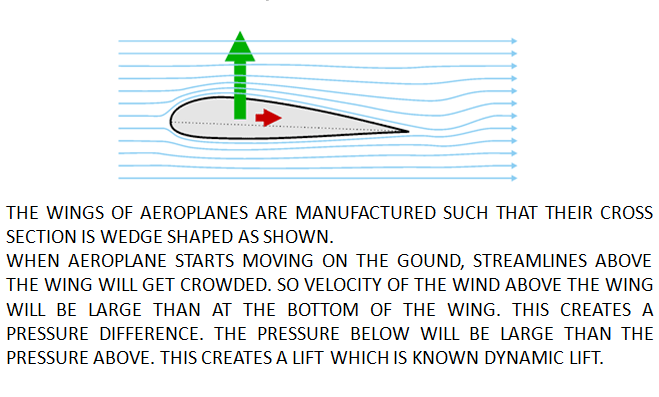 THE WINGS OF AEROPLANES ARE MANUFACTURED SUCH THAT THEIR CROSS
SECTION IS WEDGE SHAPED AS SHOWN.
WHEN AEROPLANE STARTS MOVING ON THE GOUND, STREAMLINES ABOVE
THE WING WILL GET CROWDED. SO VELOCITY OF THE WIND ABOVE THE WING
WILL BE LARGE THAN AT THE BOTTOM OF THE WING. THIS CREATES A
PRESSURE DIFFERENCE. THE PRESSURE BELOW WILL BE LARGE THAN THE
PRESSURE ABOVE. THIS CREATES A LIFT WHICH IS KNOWN DYNAMIC LIFT.